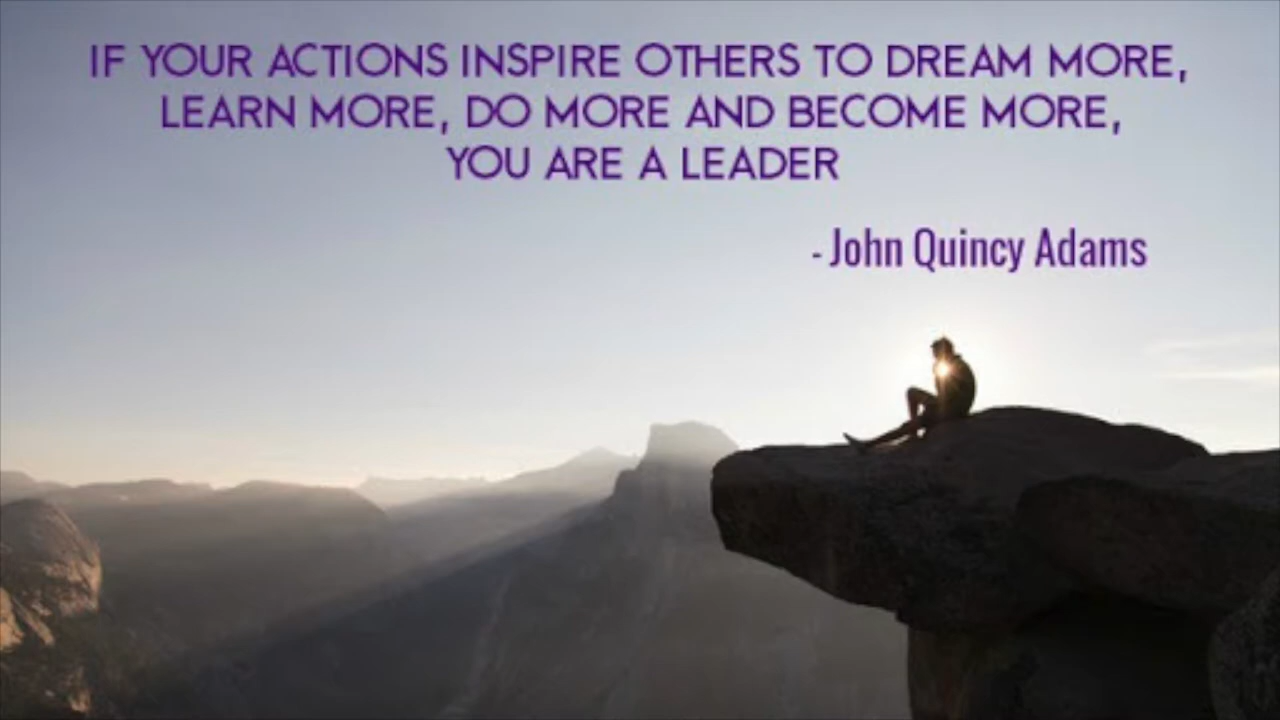 IF YOUR ACTIONS INSPIRE OTHERS TO DREAM MORE,
LEARN MORE, DO MORE AND BECOME MORE,
YOU ARE A LEADER
- John Quincy Adams